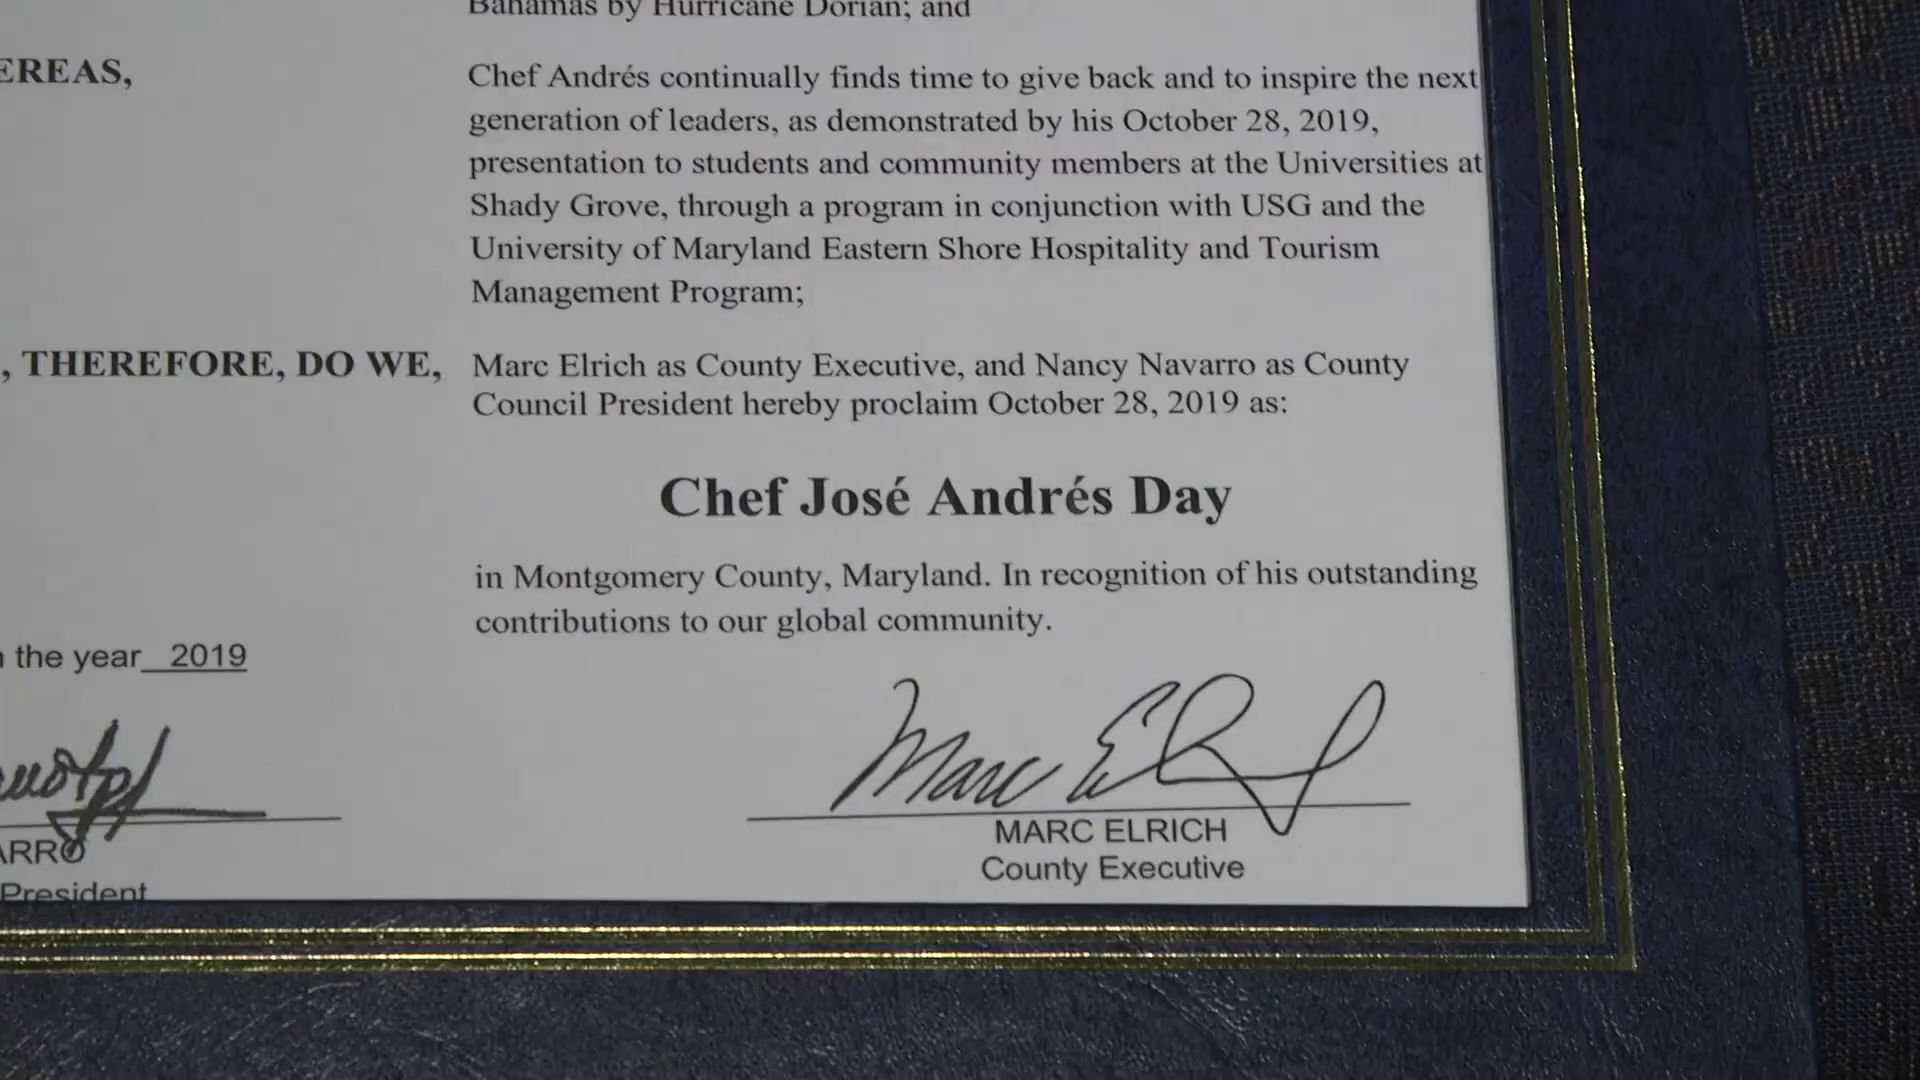 Bahamas by Hurricane Dorian; and
EREAS,
Chef Andrés continually finds time to give back and to inspire the next
generation of leaders, as demonstrated by his October 28, 2019,
presentation to students and community members at the Universities at
Shady Grove, through a program in conjunction with USG and the
University of Maryland Eastern Shore Hospitality and Tourism
Management Program;
, THEREFORE, DO WE,
Marc Elrich as County Executive, and Nancy Navarro as County
Council President hereby proclaim October 28, 2019 as:
Chef José Andrés Day
in Montgomery County, Maryland. In recognition of his outstanding
contributions to our global community.
the year 2019
Marc Elrich
ARRO
President
MARC ELRICH
County Executive